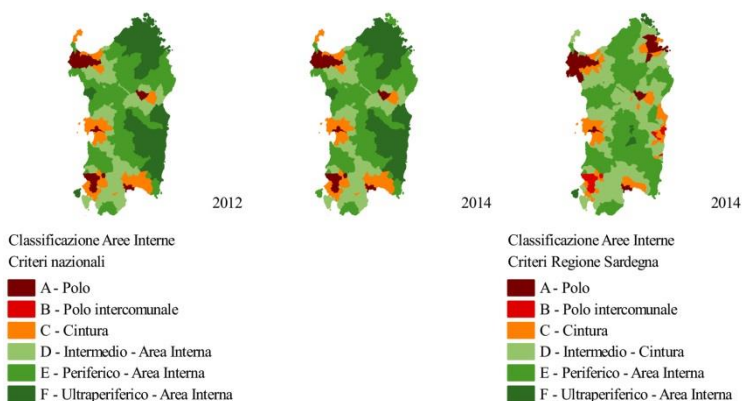 2012
2014
2014
Classificazione Aree Interne
Criteri nazionali
A - Polo
B - Polo intercomunale
C - Cintura
D - Intermedio - Area Interna
E - Periferico - Area Interna
F - Ultraperiferico - Area Interna
Classificazione Aree Interne
Criteri Regione Sardegna
A - Polo
B - Polo intercomunale
C - Cintura
D - Intermedio - Cintura
E - Periferico - Area Interna
F - Ultraperiferico - Area Interna